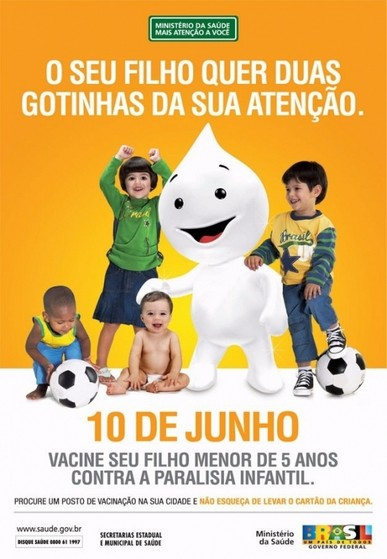 MINISTÉRIO DA SAÚDE
MAIS ATENÇÃO A VOCÊ
O SEU FILHO QUER DUAS
GOTINHAS DA SUA ATENÇÃO.
Brasil
10 DE JUNHO
VACINE SEU FILHO MENOR DE 5 ANOS
CONTRA A PARALISIA INFANTIL.
PROCURE UM POSTO DE VACINAÇÃO NA SUA CIDADE E NÃO ESQUEÇA DE LEVAR O CARTÃO DA CRIANÇA.
www.saude.gov.br
DISQUE SAÚDE 0800 61 1997
SECRETARIAS ESTADUAL
E MUNICIPAL DE SAÚDE
Ministério
da Saúde
BRASIL
UM PAÍS DE TODOS
GOVERNO FEDERAL